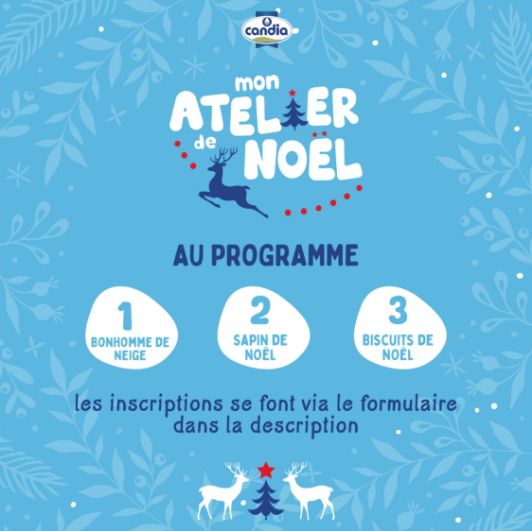 candia
mon
ATELIER
de NOËL
AU PROGRAMME
1
BONHOMME DE
NEIGE
2
SAPIN DE
NOËL
3
BISCUITS DE
NOËL
les inscriptions se font via le formulaire
dans la description